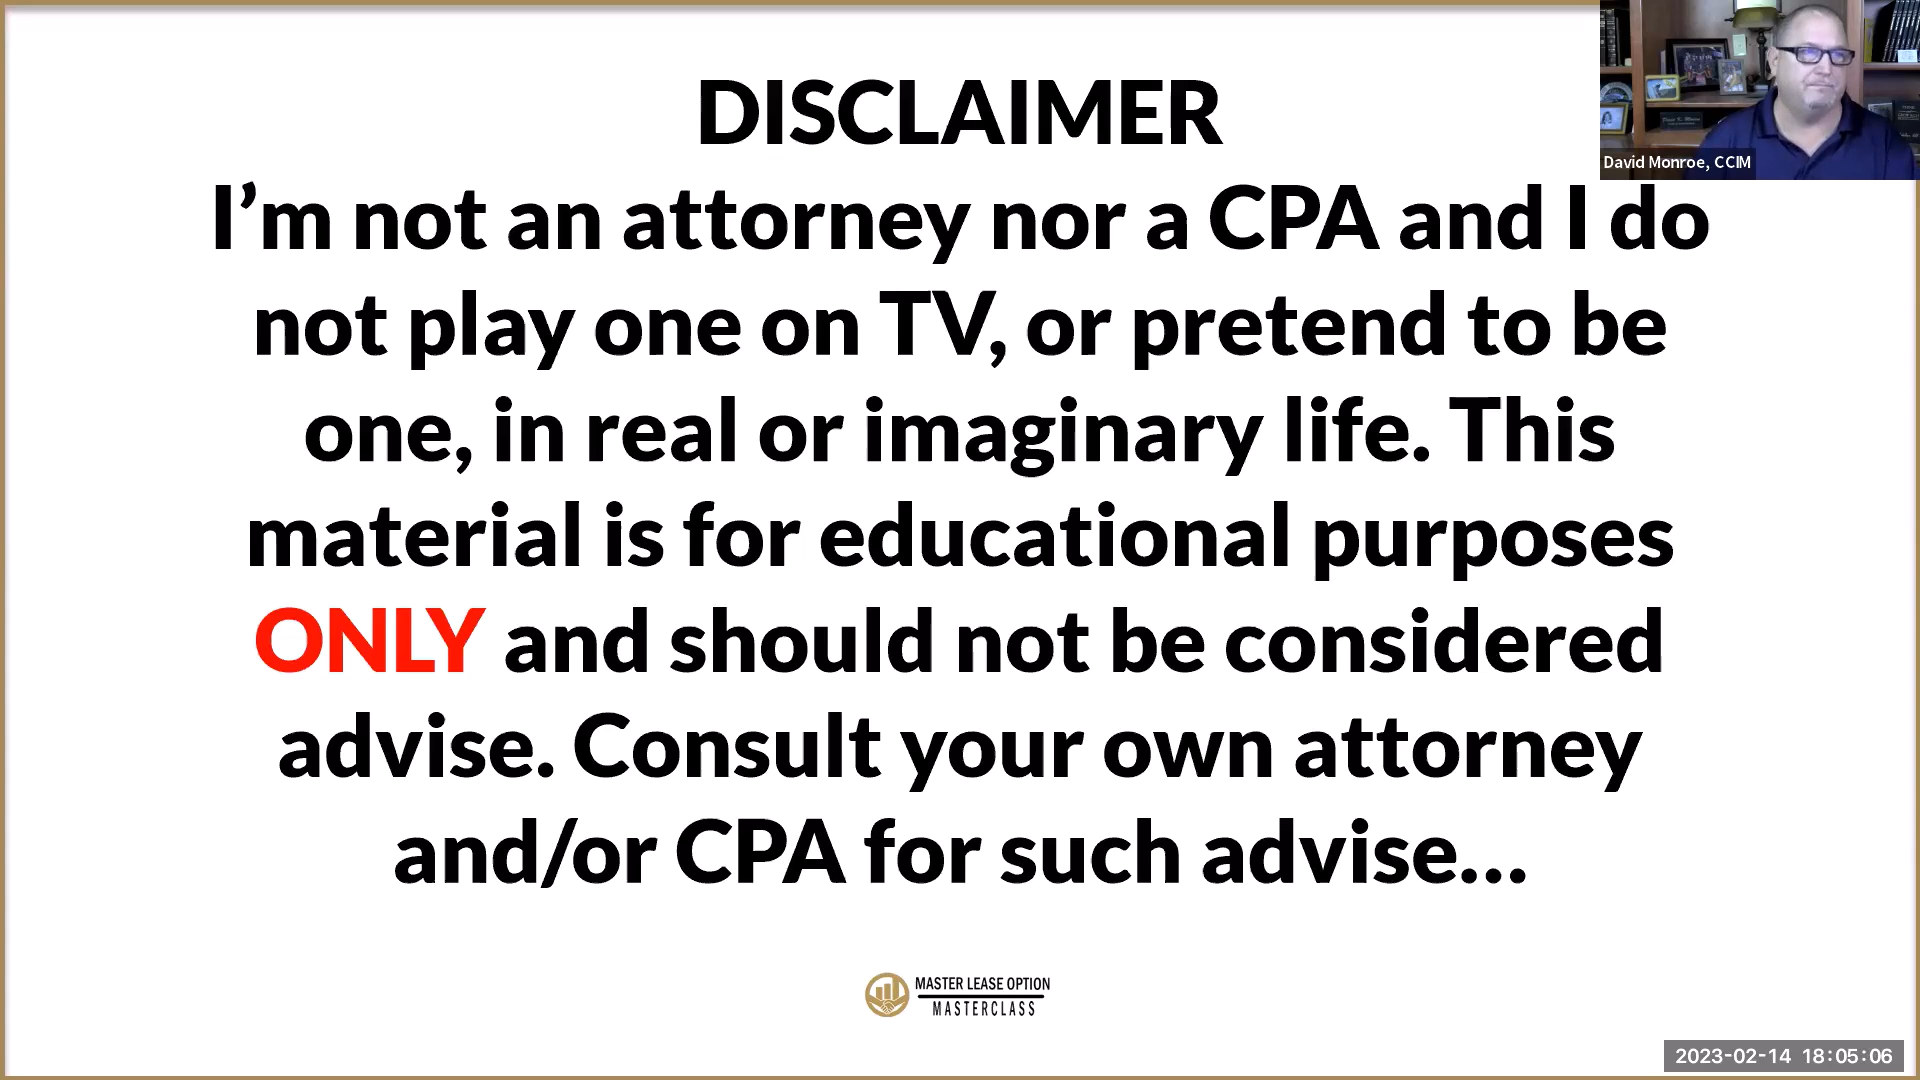 DISCLAIMER
I’m not an attorney nor a CPA and I do
not play one on TV, or pretend to be
one, in real or imaginary life. This
material is for educational purposes
ONLY and should not be considered
advise. Consult your own attorney
and/or CPA for such advise...
David Monroe, CCIM
MASTER LEASE OPTION
MASTERCLASS
2023-02-14 18:05:06